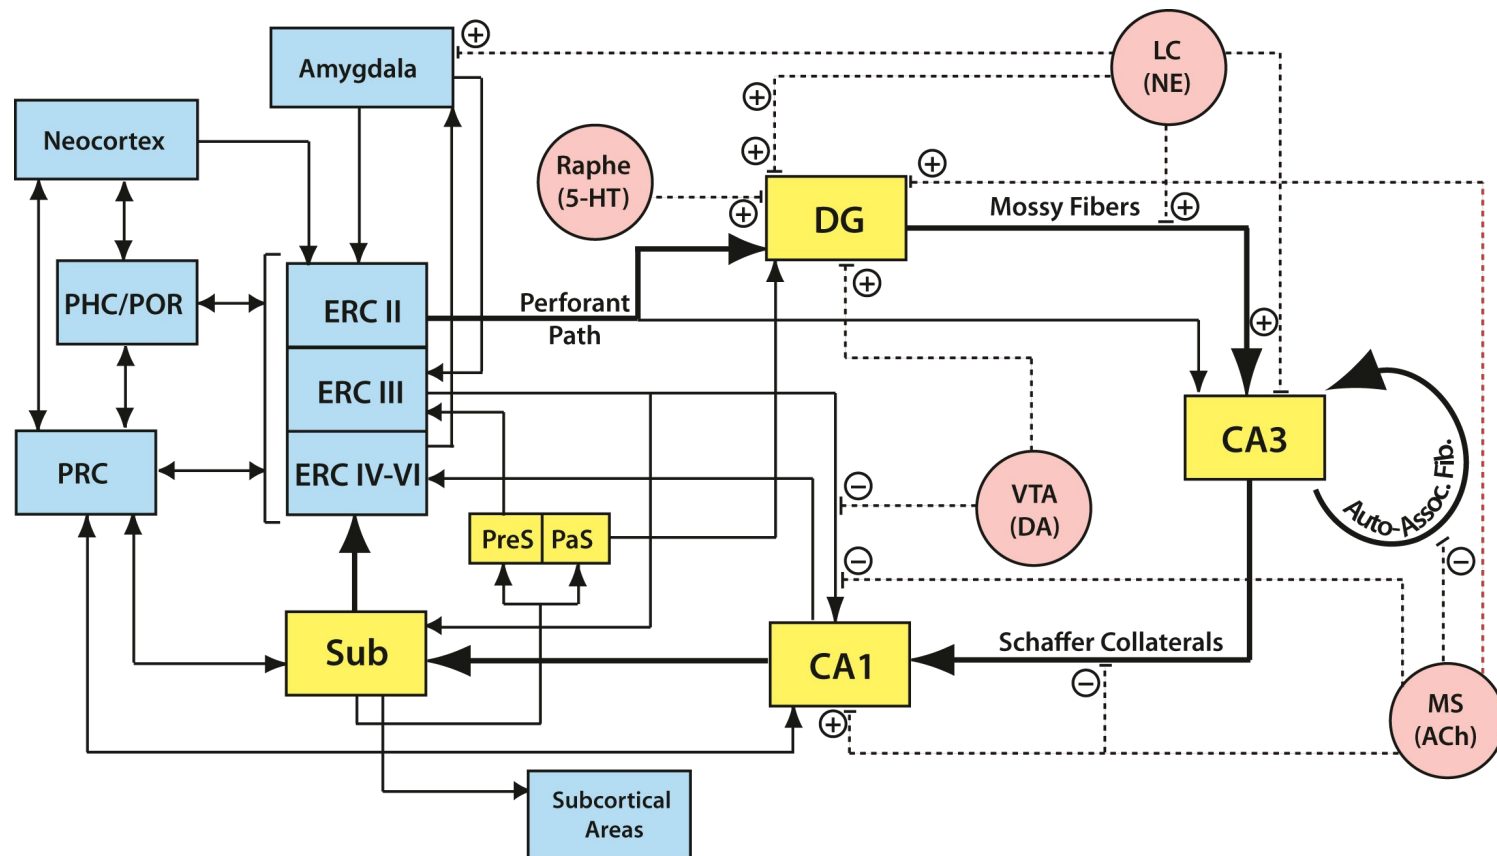 Amygdala
+
LC
(NE)
Neocortex
+
Raphe
(5-HT)
+
+
+
DG
Mossy Fibers
+
PHC/POR
ERC II
Perforant
Path
+
+
ERC III
CA3
Auto-Assoc. Fib.
PRC
ERC IV-VI
−
VTA
(DA)
PreS
PaS
−
−
Sub
CA1
Schaffer Collaterals
−
+
MS
(ACh)
Subcortical
Areas